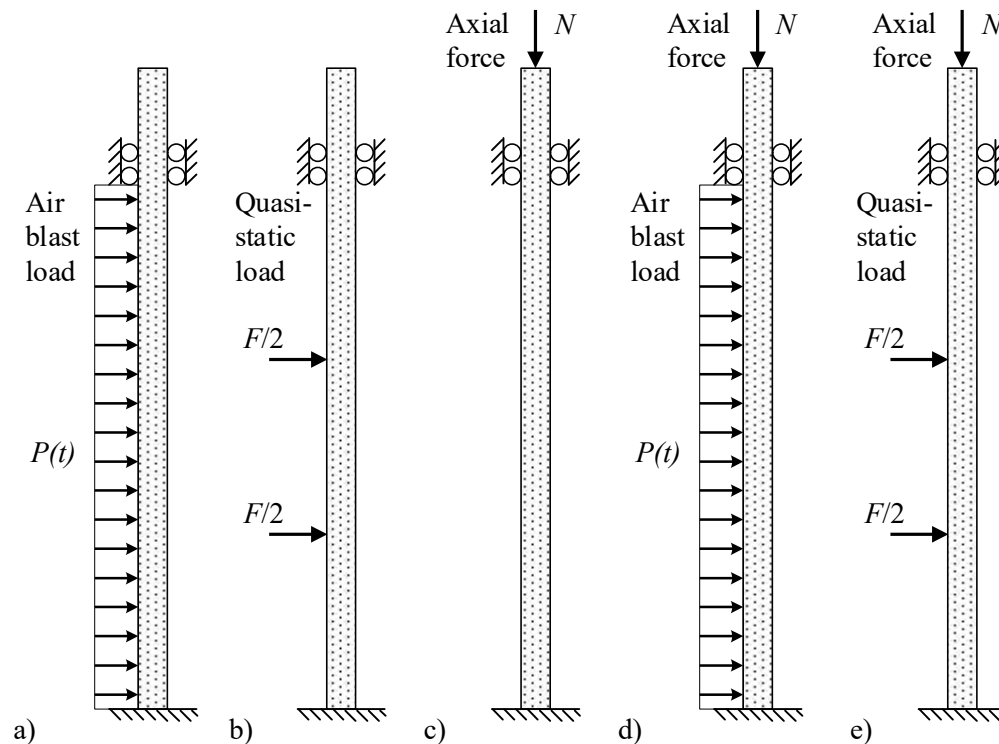 Axial
force
N
Axial
force
N
Axial
force
N
Air
blast
load
P(t)
Quasi-
static
load
F/2
F/2
Air
blast
load
P(t)
Quasi-
static
load
F/2
F/2
a)
b)
c)
d)
e)